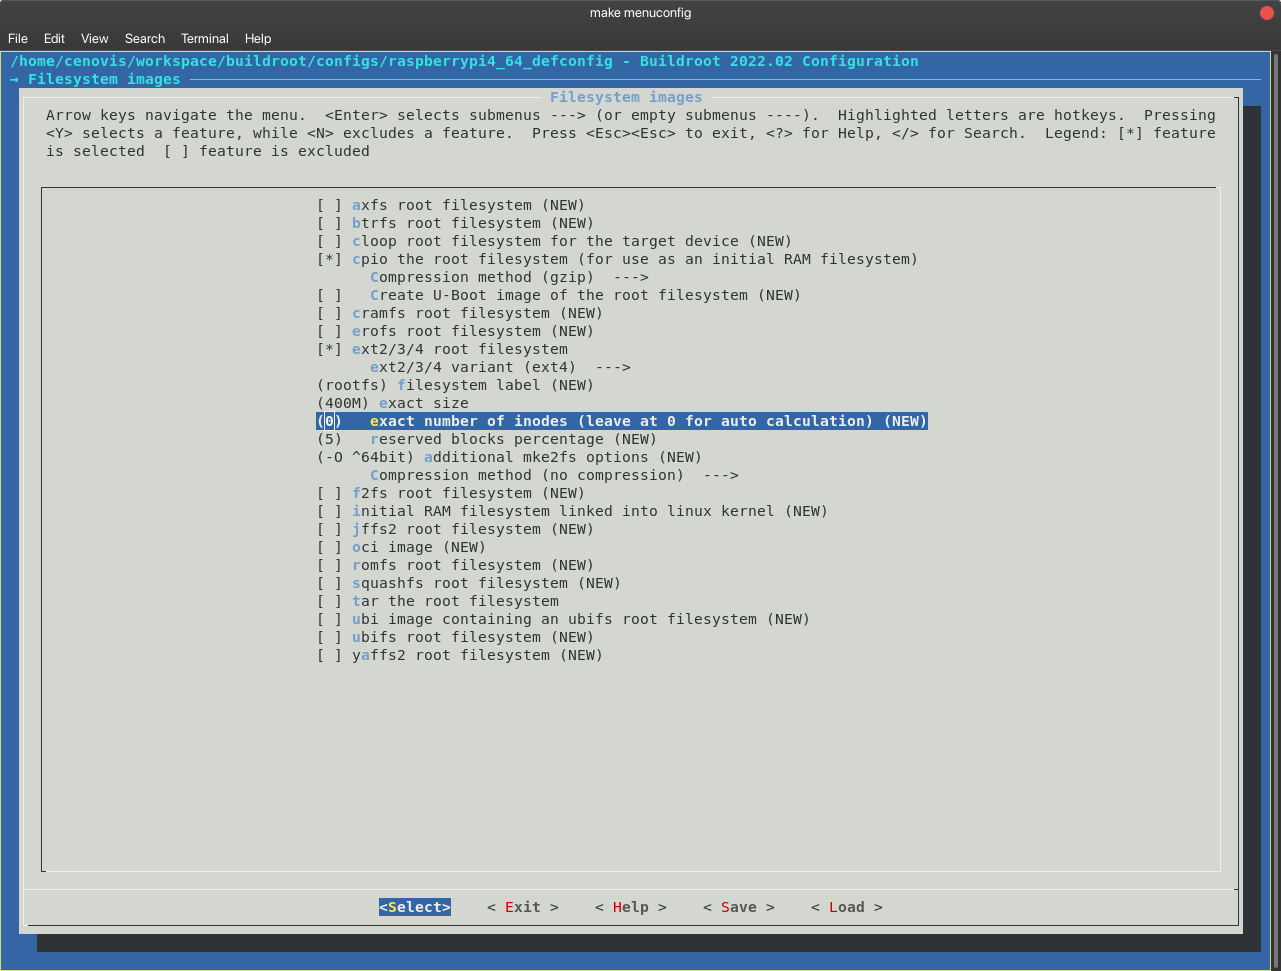 make menuconfig
File Edit View Search Terminal Help
/home/cenovis/workspace/buildroot/configs/raspberrypi4_64_defconfig - Buildroot 2022.02 Configuration
→ Filesystem images
Filesystem images
Arrow keys navigate the menu.  <Enter> selects submenus ---> (or empty submenus ----).  Highlighted letters are hotkeys.  Pressing
<Y> selects a feature, while <N> excludes a feature.  Press <Esc><Esc> to exit, <?> for Help, </> for Search.  Legend: [*] feature
is selected  [ ] feature is excluded
[ ] axfs root filesystem (NEW)
[ ] btrfs root filesystem (NEW)
[ ] cloop root filesystem for the target device (NEW)
[*] cpio the root filesystem (for use as an initial RAM filesystem)
Compression method (gzip)  --->
[ ]   Create U-Boot image of the root filesystem (NEW)
[ ] cramfs root filesystem (NEW)
[ ] erofs root filesystem (NEW)
[*] ext2/3/4 root filesystem
ext2/3/4 variant (ext4)  --->
(rootfs) filesystem label (NEW)
(400M) exact size
(0)   exact number of inodes (leave at 0 for auto calculation) (NEW)
(5)   reserved blocks percentage (NEW)
(-O ^64bit) additional mke2fs options (NEW)
Compression method (no compression)  --->
[ ] f2fs root filesystem (NEW)
[ ] initial RAM filesystem linked into linux kernel (NEW)
[ ] jffs2 root filesystem (NEW)
[ ] oci image (NEW)
[ ] romfs root filesystem (NEW)
[ ] squashfs root filesystem (NEW)
[ ] tar the root filesystem
[ ] ubi image containing an ubifs root filesystem (NEW)
[ ] ubifs root filesystem (NEW)
[ ] yaffs2 root filesystem (NEW)
<Select>    < Exit >    < Help >    < Save >    < Load >